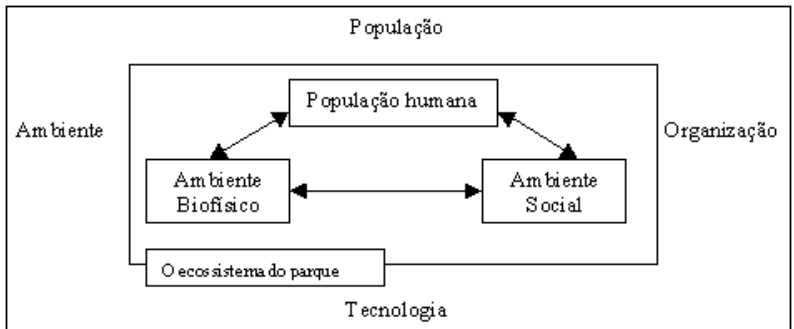 População
População humana
Ambiente
Organização
Ambiente
Biofísico
Ambiente
Social
O ecossistema do parque
Tecnologia